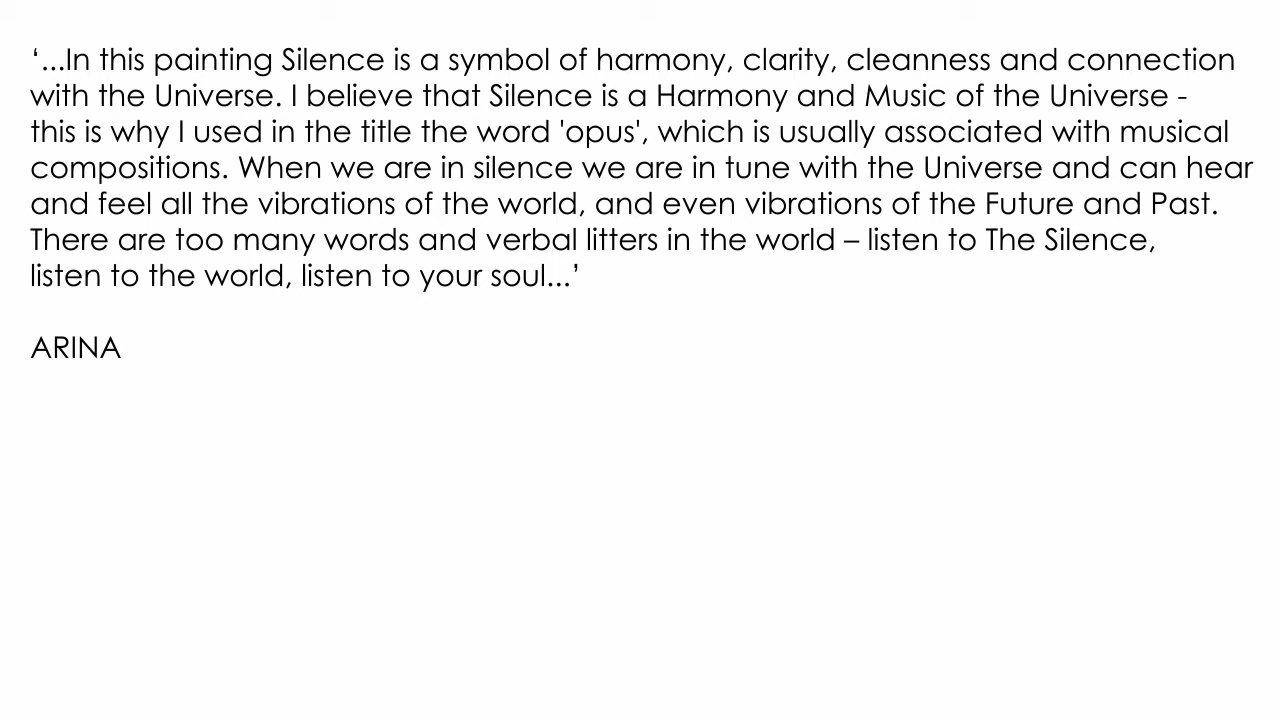 ‘...In this painting Silence is a symbol of harmony, clarity, cleanness and connection
with the Universe. I believe that Silence is a Harmony and Music of the Universe -
this is why I used in the title the word 'opus', which is usually associated with musical
compositions. When we are in silence we are in tune with the Universe and can hear
and feel all the vibrations of the world, and even vibrations of the Future and Past.
There are too many words and verbal litters in the world – listen to The Silence,
listen to the world, listen to your soul...’
ARINA